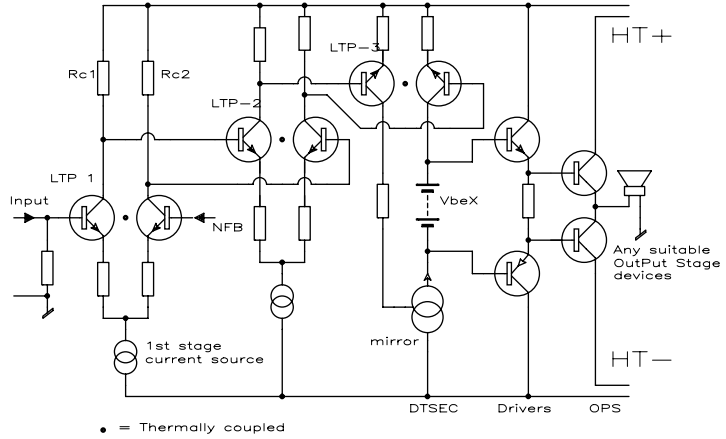 HT+
LTP-3
Rc1
Rc2
LTP-2
LTP 1
Input
VbeX
NFB
Any suitable
OutPut Stage
devices
mirror
1st stage
current source
HT-
DTSEC
Drivers
OPS
• = Thermally coupled